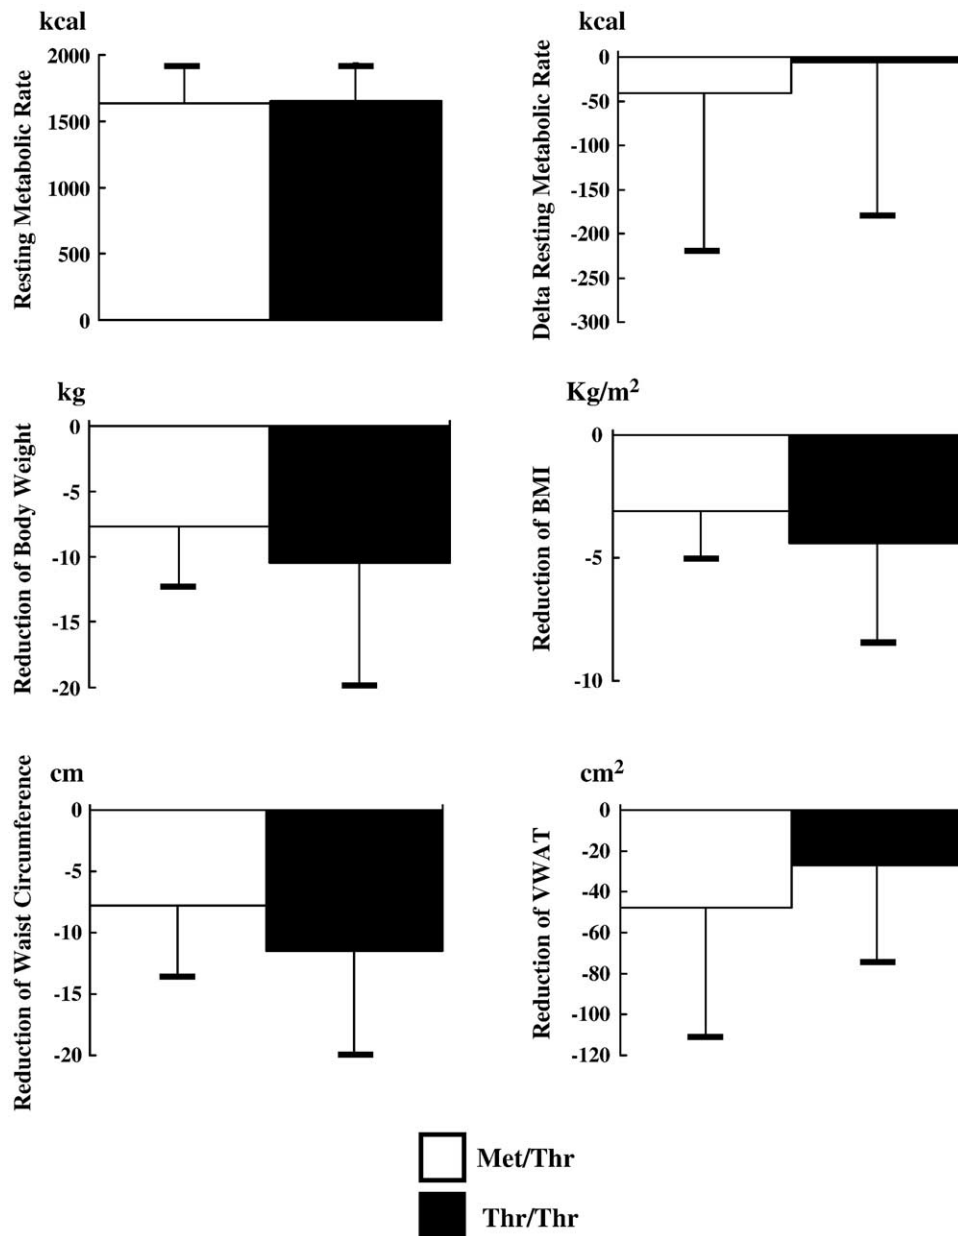 kcal
Resting Metabolic Rate
2000
1500
1000
500
0
kcal
Delta Resting Metabolic Rate
0
-50
-100
-150
-200
-250
-300
kg
Reduction of Body Weight
0
-5
-10
-15
-20
Kg/m²
Reduction of BMI
0
-5
-10
cm
Reduction of Waist Circumference
0
-5
-10
-15
-20
cm²
Reduction of VWAT
0
-20
-40
-60
-80
-100
-120
Met/Thr
Thr/Thr